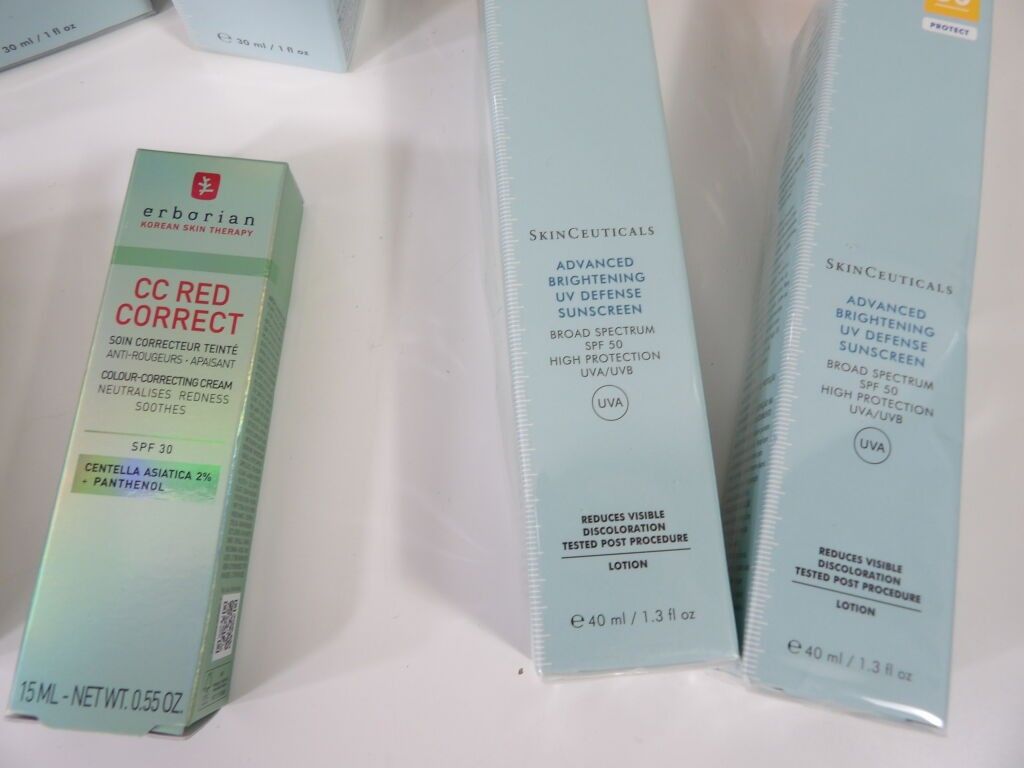 30 ml / 1 fl oz
e 30 ml / 1 fl oz
erborian
KOREAN SKIN THERAPY
CC RED
CORRECT
SOIN CORRECTEUR TEINTÉ
ANTI-ROUGEURS • APAISANT
COLOUR-CORRECTING CREAM
NEUTRALISES REDNESS
SOOTHES
SPF 30
CENTELLA ASIATICA 2%
+ PANTHENOL
15 ML - NET WT. 0.55 OZ.
SKINCEUTICALS
ADVANCED
BRIGHTENING
UV DEFENSE
SUNSCREEN
BROAD SPECTRUM
SPF 50
HIGH PROTECTION
UVA/UVB
UVA
REDUCES VISIBLE
DISCOLORATION
TESTED POST PROCEDURE
LOTION
e 40 ml / 1.3 fl oz
PROTECT
SKINCEUTICALS
ADVANCED
BRIGHTENING
UV DEFENSE
SUNSCREEN
BROAD SPECTRUM
SPF 50
HIGH PROTECTION
UVA/UVB
UVA
REDUCES VISIBLE
DISCOLORATION
TESTED POST PROCEDURE
LOTION
e 40 ml / 1.3 fl oz